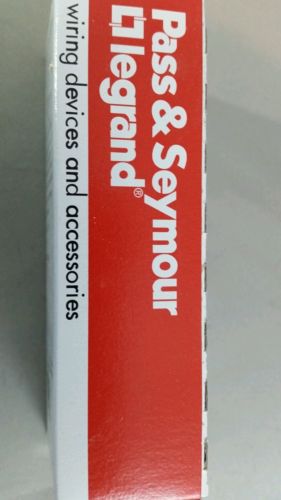 Pass & Seymour
legrand®
wiring devices and accessories